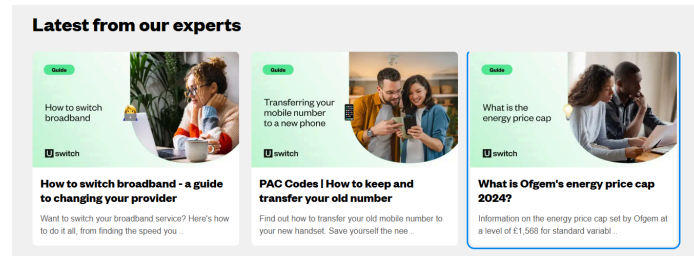 Latest from our experts
Guide
How to switch
broadband
Uswitch
How to switch broadband - a guide
to changing your provider
Want to switch your broadband service? Here's how
to do it all, from finding the speed you ..
Guide
Transferring your
mobile number
to a new phone
Uswitch
PAC Codes | How to keep and
transfer your old number
Find out how to transfer your old mobile number to
your new handset. Save yourself the nee ..
Guide
What is the
energy price cap
Uswitch
What is Ofgem's energy price cap
2024?
Information on the energy price cap set by Ofgem at
a level of £1,568 for standard variabl ..